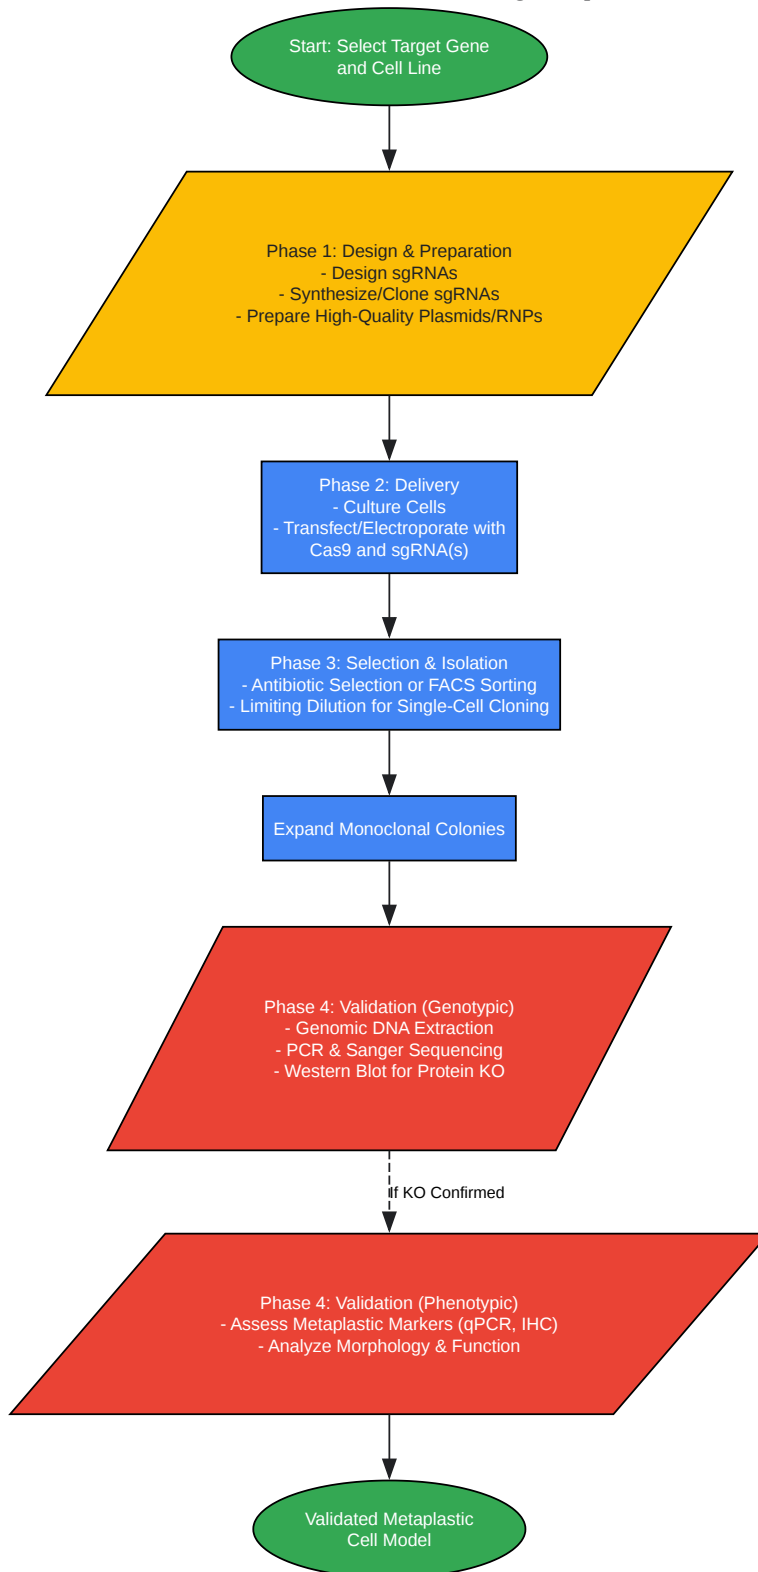 Start: Select Target Gene
and Cell Line
Phase 1: Design & Preparation
- Design sgRNAs
- Synthesize/Clone sgRNAs
- Prepare High-Quality Plasmids/RNPs
Phase 2: Delivery
- Culture Cells
- Transfect/Electroporate with
Cas9 and sgRNA(s)
Phase 3: Selection & Isolation
- Antibiotic Selection or FACS Sorting
- Limiting Dilution for Single-Cell Cloning
Expand Monoclonal Colonies
Phase 4: Validation (Genotypic)
- Genomic DNA Extraction
- PCR & Sanger Sequencing
- Western Blot for Protein KO
If KO Confirmed
Phase 4: Validation (Phenotypic)
- Assess Metaplastic Markers (qPCR, IHC)
- Analyze Morphology & Function
Validated Metaplastic
Cell Model